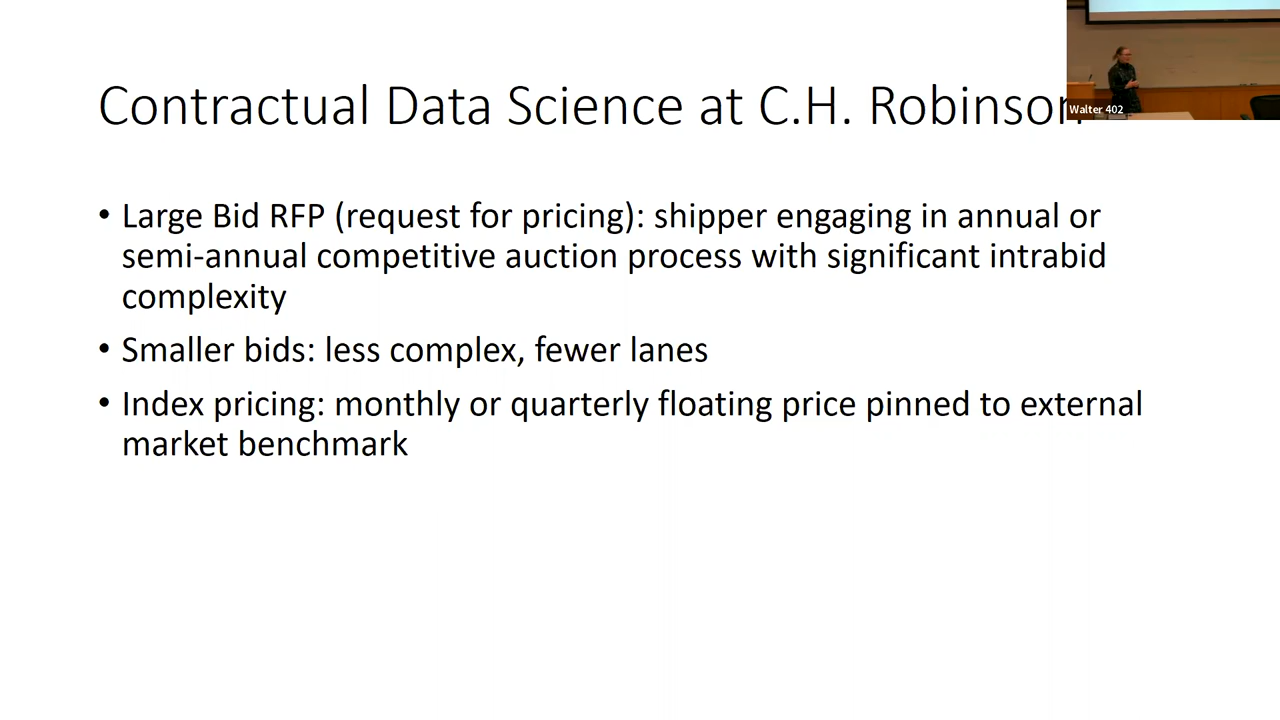 Contractual Data Science at C.H. Robinson
Walter 402
• Large Bid RFP (request for pricing): shipper engaging in annual or
semi-annual competitive auction process with significant intrabid
complexity
• Smaller bids: less complex, fewer lanes
• Index pricing: monthly or quarterly floating price pinned to external
market benchmark